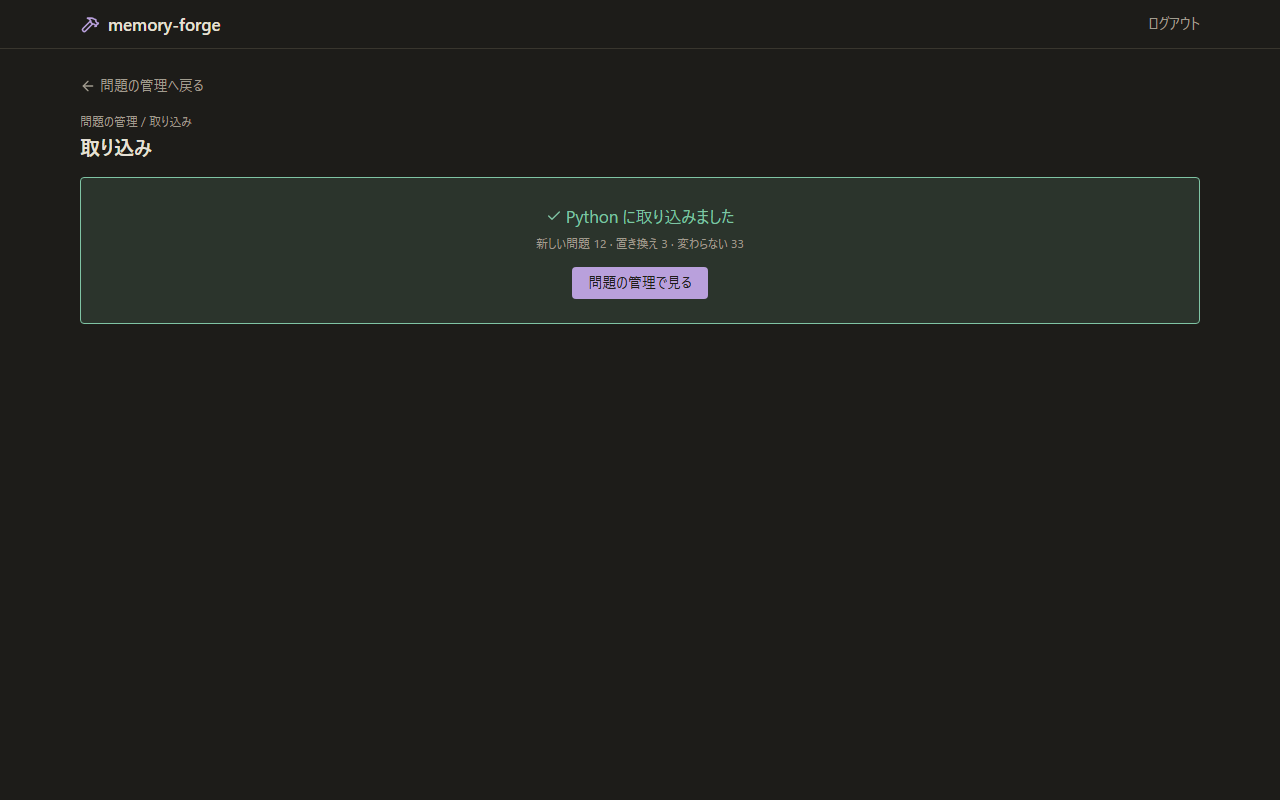 memory-forge
ログアウト
← 問題の管理へ戻る
問題の管理 / 取り込み
取り込み
✓ Python に取り込みました
新しい問題 12 · 置き換え 3 · 変わらない 33
問題の管理で見る